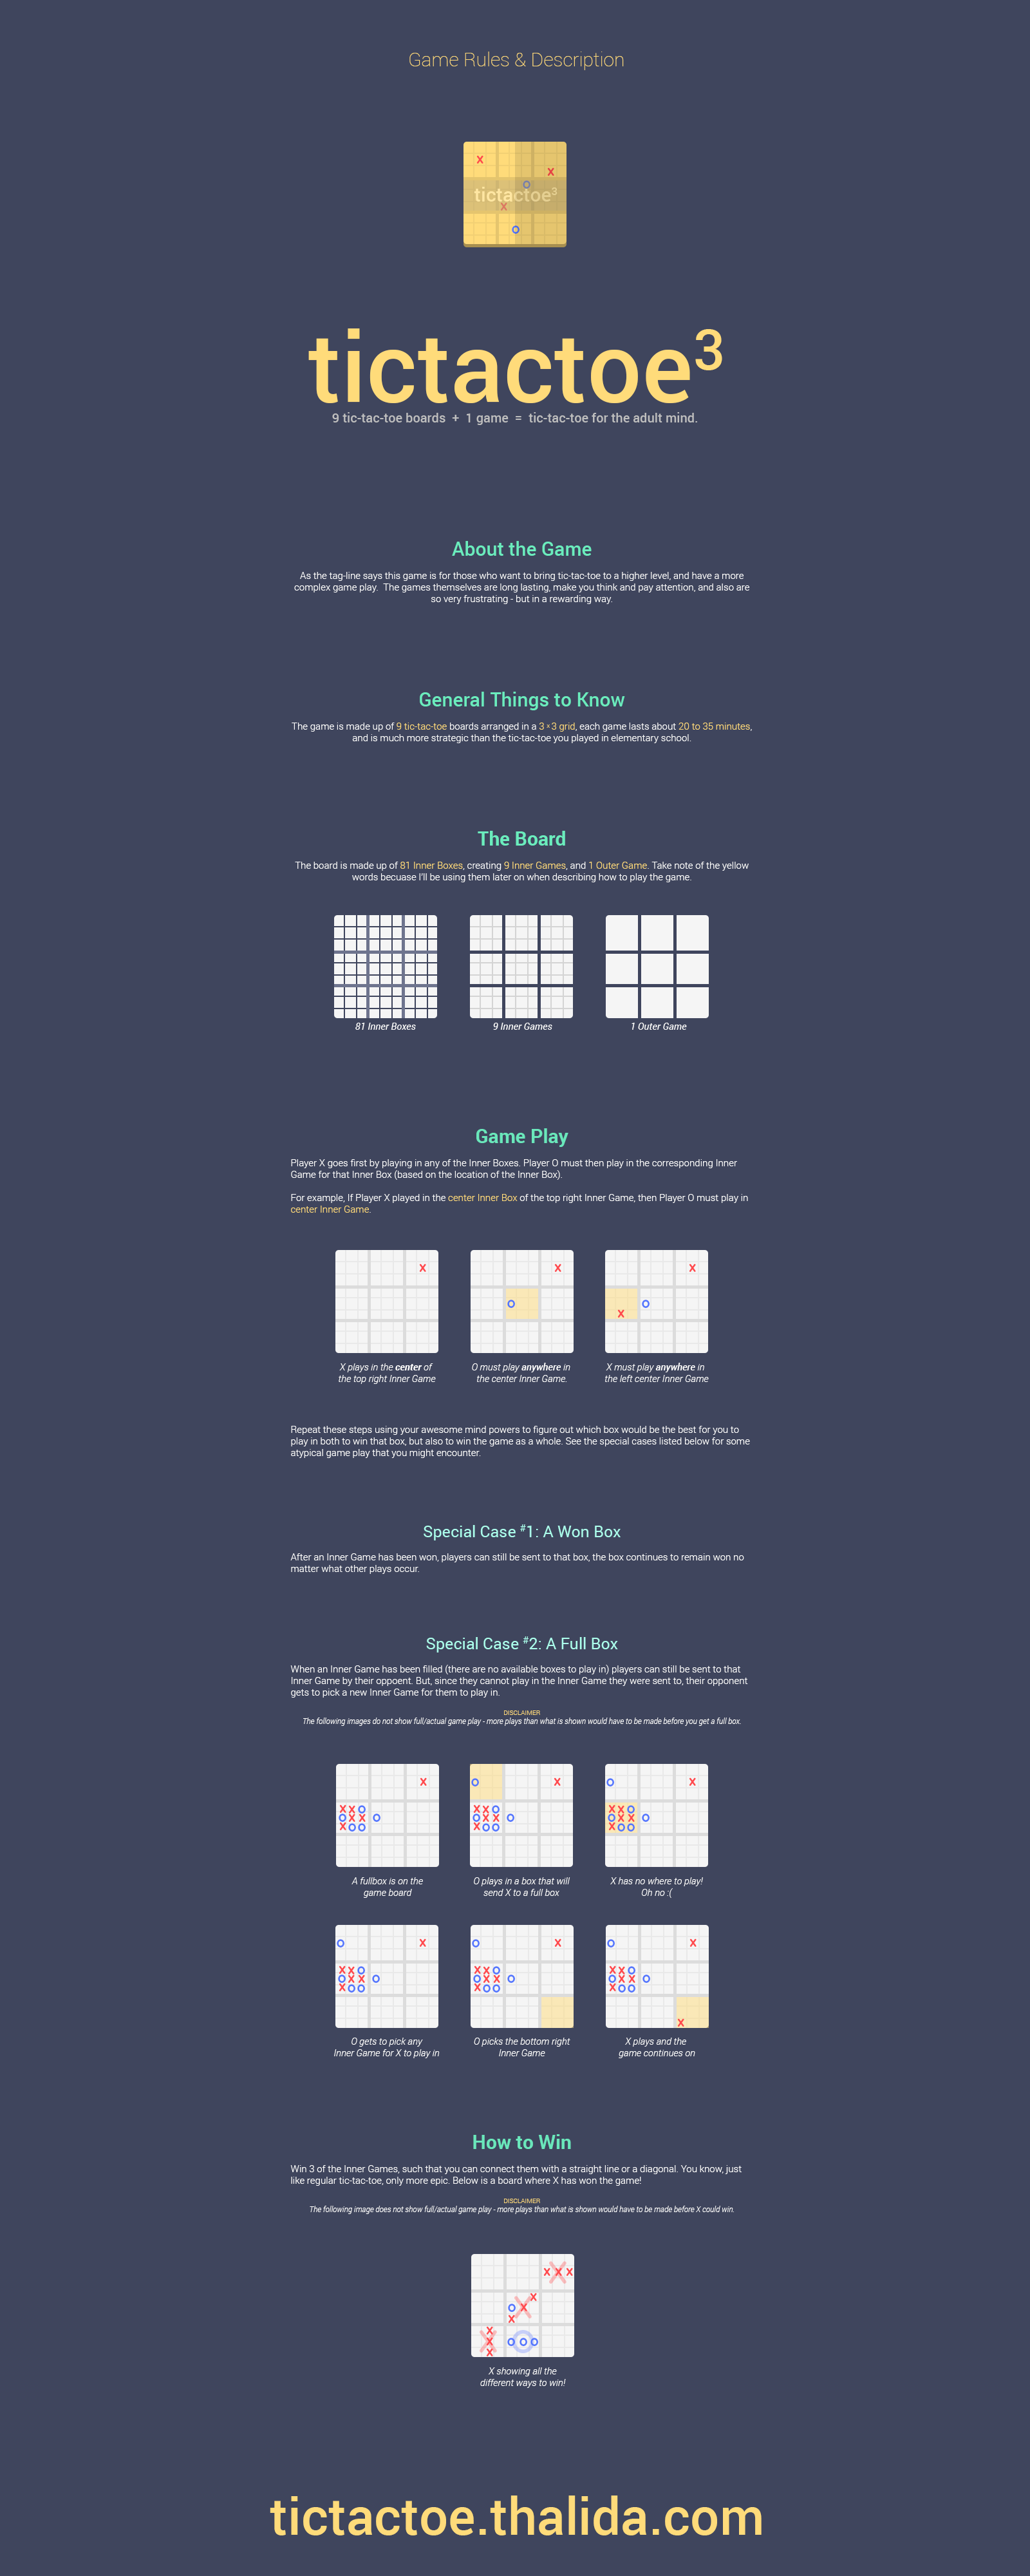 Game Rules & Description
X
X
O
tictactoe³
X
O
tictactoe³
9 tic-tac-toe boards + 1 game = tic-tac-toe for the adult mind.
About the Game
As the tag-line says this game is for those who want to bring tic-tac-toe to a higher level, and have a more
complex game play. The games themselves are long lasting, make you think and pay attention, and also are
so very frustrating - but in a rewarding way.
General Things to Know
The game is made up of 9 tic-tac-toe boards arranged in a 3 ˣ 3 grid, each game lasts about 20 to 35 minutes,
and is much more strategic than the tic-tac-toe you played in elementary school.
The Board
The board is made up of 81 Inner Boxes, creating 9 Inner Games, and 1 Outer Game. Take note of the yellow
words becuase I'll be using them later on when describing how to play the game.
81 Inner Boxes
9 Inner Games
1 Outer Game
Game Play
Player X goes first by playing in any of the Inner Boxes. Player O must then play in the corresponding Inner
Game for that Inner Box (based on the location of the Inner Box).
For example, If Player X played in the center Inner Box of the top right Inner Game, then Player O must play in
center Inner Game.
X
X
O
X
O
X
X plays in the center of
the top right Inner Game
O must play anywhere in
the center Inner Game.
X must play anywhere in
the left center Inner Game
Repeat these steps using your awesome mind powers to figure out which box would be the best for you to
play in both to win that box, but also to win the game as a whole. See the special cases listed below for some
atypical game play that you might encounter.
Special Case #1: A Won Box
After an Inner Game has been won, players can still be sent to that box, the box continues to remain won no
matter what other plays occur.
Special Case #2: A Full Box
When an Inner Game has been filled (there are no available boxes to play in) players can still be sent to that
Inner Game by their oppoent. But, since they cannot play in the Inner Game they were sent to, their opponent
gets to pick a new Inner Game for them to play in.
DISCLAIMER
The following images do not show full/actual game play - more plays than what is shown would have to be made before you get a full box.
X
X X O
O X X O
X O O
O X
X X O
O X X O
X O O
O X
X X O
O X X O
X O O
A fullbox is on the
game board
O plays in a box that will
send X to a full box
X has no where to play!
Oh no :(
O X
X X O
O X X O
X O O
O X
X X O
O X X O
X O O
O X
X X O
O X X O
X O O
X
O gets to pick any
Inner Game for X to play in
O picks the bottom right
Inner Game
X plays and the
game continues on
How to Win
Win 3 of the Inner Games, such that you can connect them with a straight line or a diagonal. You know, just
like regular tic-tac-toe, only more epic. Below is a board where X has won the game!
DISCLAIMER
The following image does not show full/actual game play - more plays than what is shown would have to be made before X could win.
X X X
X
O X
X
X
X O O O
X
X showing all the
different ways to win!
tictactoe.thalida.com